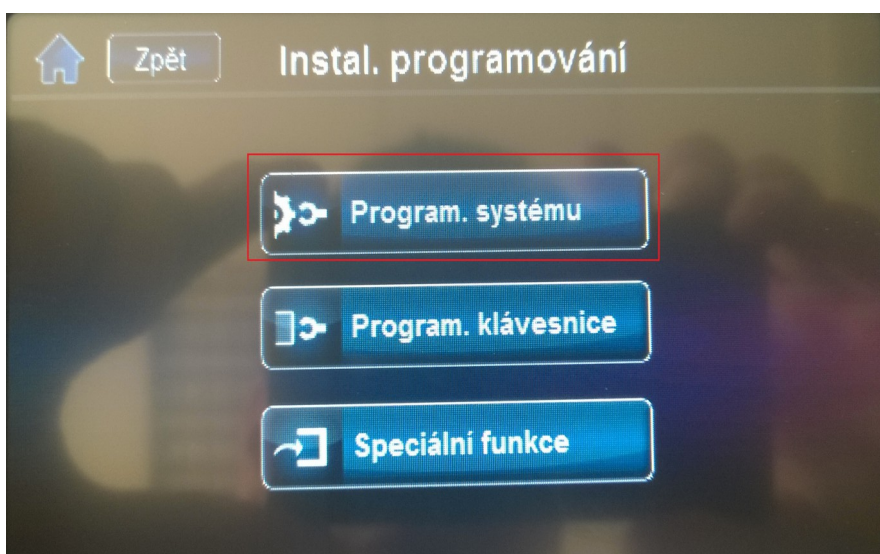 Zpět
Instal. programování
Program. systému
Program. klávesnice
Speciální funkce